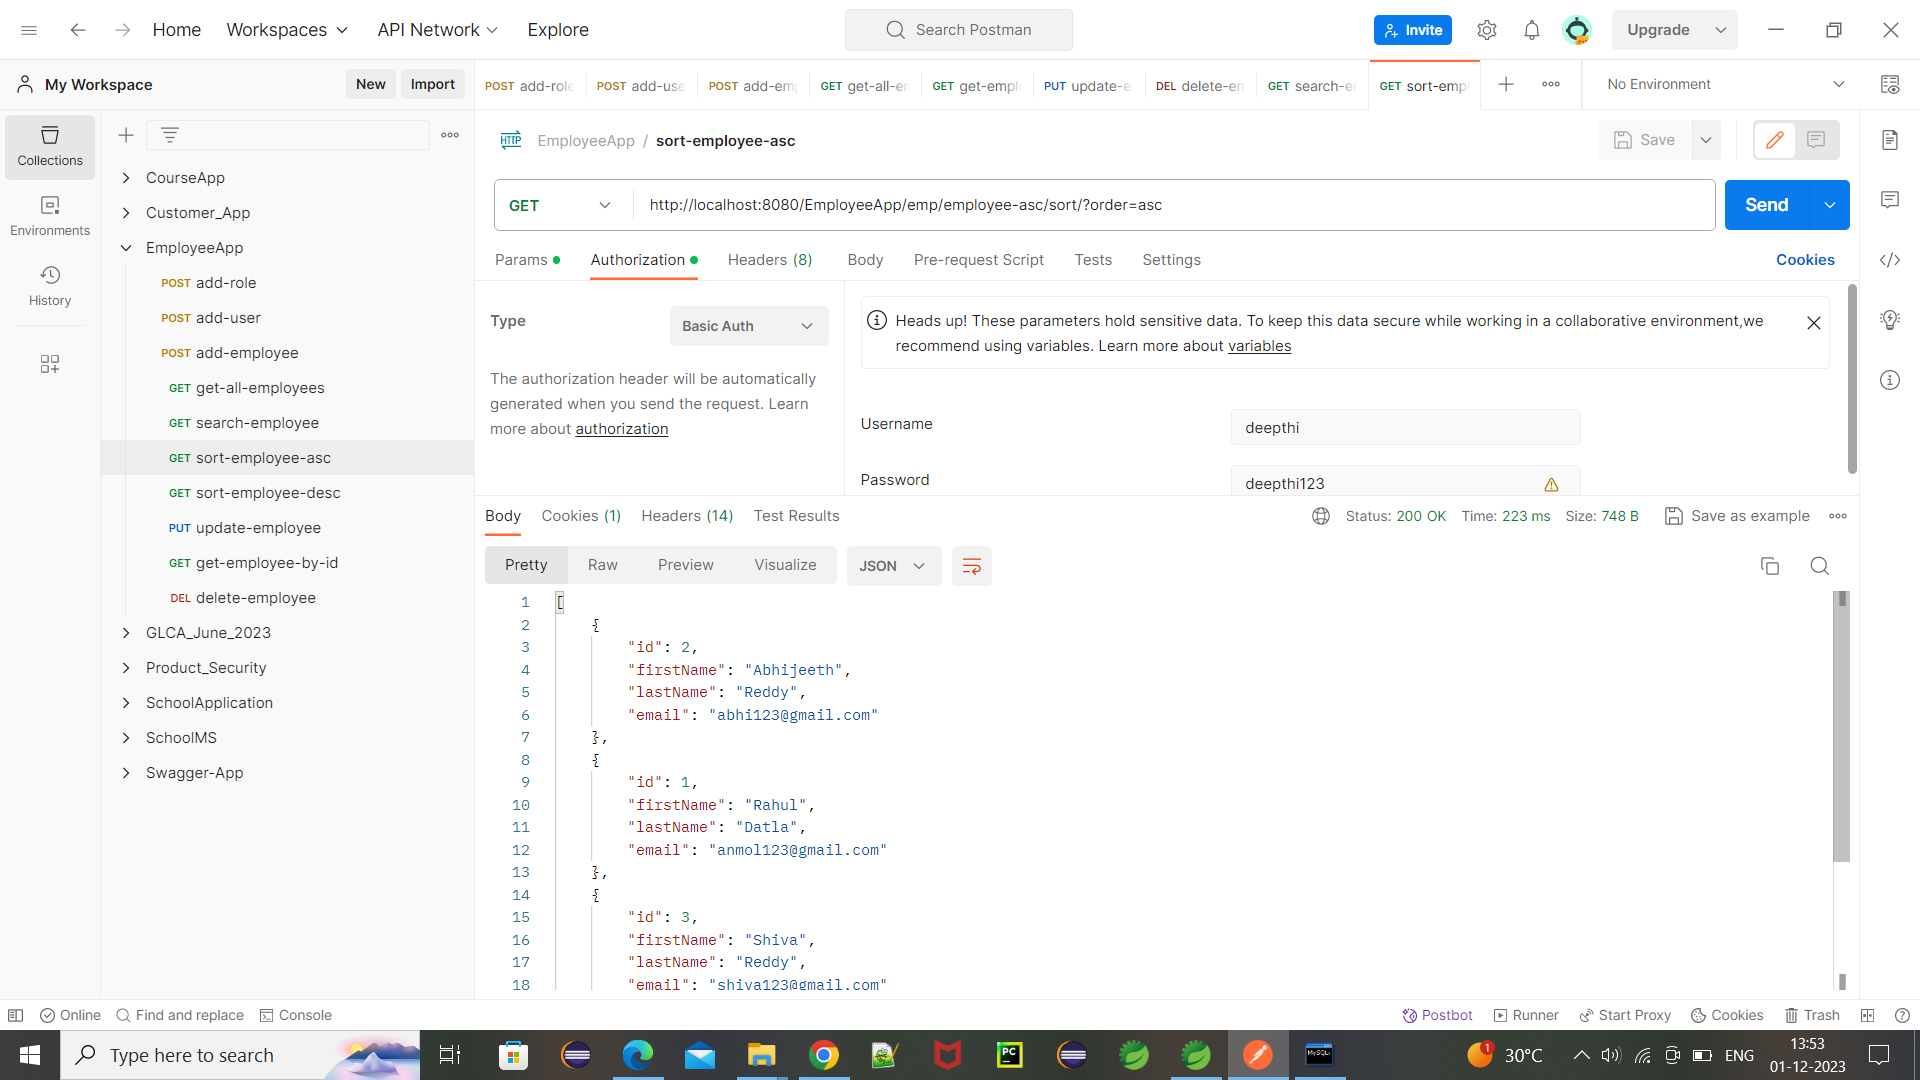 Home Workspaces API Network Explore Search Postman Invite Upgrade
My Workspace New Import
POST add-role POST add-use POST add-em GET get-all-er GET get-emplo PUT update-e DEL delete-en GET search-er GET sort-emp No Environment
Collections
Environments
History
CourseApp
Customer_App
EmployeeApp
POST add-role
POST add-user
POST add-employee
GET get-all-employees
GET search-employee
GET sort-employee-asc
GET sort-employee-desc
PUT update-employee
GET get-employee-by-id
DEL delete-employee
GLCA_June_2023
Product_Security
SchoolApplication
SchoolMS
Swagger-App
HTTP EmployeeApp / sort-employee-asc Save
GET http://localhost:8080/EmployeeApp/emp/employee-asc/sort/?order=asc Send
Params Authorization Headers (8) Body Pre-request Script Tests Settings Cookies
Type Basic Auth
The authorization header will be automatically
generated when you send the request. Learn
more about authorization
Heads up! These parameters hold sensitive data. To keep this data secure while working in a collaborative environment,we
recommend using variables. Learn more about variables
Username deepthi
Password deepthi123
Body Cookies (1) Headers (14) Test Results Status: 200 OK Time: 223 ms Size: 748 B Save as example
Pretty Raw Preview Visualize JSON
1 [
2 {
3 "id": 2,
4 "firstName": "Abhijeeth",
5 "lastName": "Reddy",
6 "email": "abhi123@gmail.com"
7 },
8 {
9 "id": 1,
10 "firstName": "Rahul",
11 "lastName": "Datla",
12 "email": "anmol123@gmail.com"
13 },
14 {
15 "id": 3,
16 "firstName": "Shiva",
17 "lastName": "Reddy",
18 "email": "shiva123@gmail.com"
Online Find and replace Console Postbot Runner Start Proxy Cookies Trash
Type here to search PC MySQL 1 30°C ENG 13:53
01-12-2023